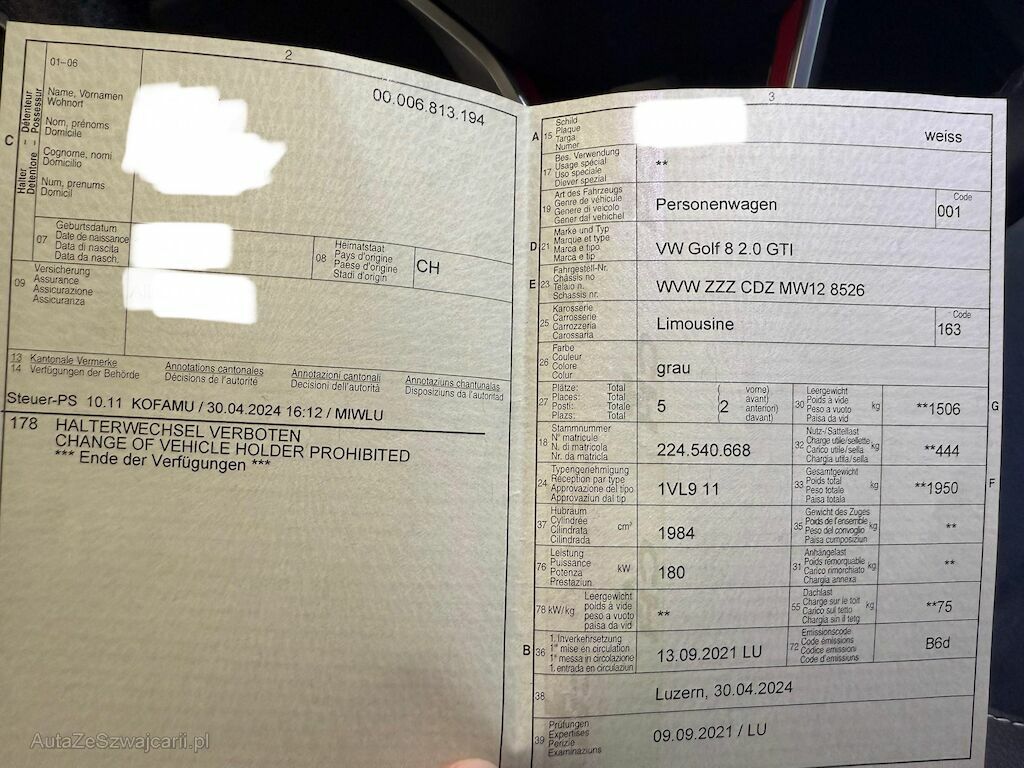 2
01-06
Name, Vornamen
Wohnort
Nom, prénoms
Domicile
Cognome, nomi
Domicilio
Num, prenums
Domicil
C
Halter - Détenteur
Detentore - Possessur
00.006.813.194
07
Geburtsdatum
Date de naissance
Data di nascita
Data da nasch.
08
Heimatstaat
Pays d'origine
Paese d'origine
Stadi d'origin
CH
09
Versicherung
Assurance
Assicurazione
Assicuranza
13
14
Kantonale Vermerke
Verfügungen der Behörde
Annotations cantonales
Décisions de l'autorité
Annotazioni cantonali
Decisioni dell'autorità
Annotaziuns chantunalas
Disposiziuns da l'autoritad
Steuer-PS 10.11 KOFAMU / 30.04.2024 16:12 / MIWLU
178 HALTERWECHSEL VERBOTEN
CHANGE OF VEHICLE HOLDER PROHIBITED
*** Ende der Verfügungen ***
3
A
15
Schild
Plaque
Targa
Numer
weiss
17
Bes. Verwendung
Usage spécial
Uso speciale
Diever spezial
**
19
Art des Fahrzeugs
Genre de véhicule
Genere di veicolo
Gener dal vehichel
Personenwagen
Code
001
D
21
Marke und Typ
Marque et type
Marca e tipo
Marca e tip
VW Golf 8 2.0 GTI
E
23
Fahrgestell-Nr.
Châssis no
Telaio n.
Schassis nr.
WVW ZZZ CDZ MW12 8526
25
Karosserie
Carrosserie
Carrozzeria
Carossaria
Limousine
Code
163
26
Farbe
Couleur
Colore
Colur
grau
27
Plätze: Total
Places: Total
Posti: Totale
Plazs: Total
5
( vorne)
avant)
anteriori)
davant)
(2
30
Leergewicht
Poids à vide
Peso a vuoto
Paisa da vid
kg
**1506
G
18
Stammnummer
N° matricule
N. di matricola
Nr. da matricla
224.540.668
32
Nutz-/Sattellast
Charge utile/sellette
Carico utile/sella
Chargia utila/sella
kg
**444
24
Typengenehmigung
Réception par type
Approvazione del tipo
Approvaziun dal tip
1VL9 11
33
Gesamtgewicht
Poids total
Peso totale
Paisa totala
kg
**1950
F
37
Hubraum
Cylindrée
Cilindrata
Cilindrada
cm³
1984
35
Gewicht des Zuges
Poids de l'ensemble
Peso del convoglio
Paisa cumposiziun
kg
**
76
Leistung
Puissance
Potenza
Prestaziun
kW
180
31
Anhängelast
Poids remorquable
Carico rimorchiato
Chargia annexa
kg
**
78 kW/kg
Leergewicht
poids à vide
peso a vuoto
paisa da vid
**
55
Dachlast
Charge sur le toit
Carico sul tetto
Chargia sin il tetg
kg
**75
B
36
1. Inverkehrsetzung
1re mise en circulation
1a messa in circolazione
1. entrada en circulaziun
13.09.2021 LU
72
Emissionscode
Code émissions
Codice emissioni
Code d'emissiuns
B6d
38
Luzern, 30.04.2024
39
Prüfungen
Expertises
Perizie
Examinaziuns
09.09.2021 / LU
AutaZeSzwajcarii.pl